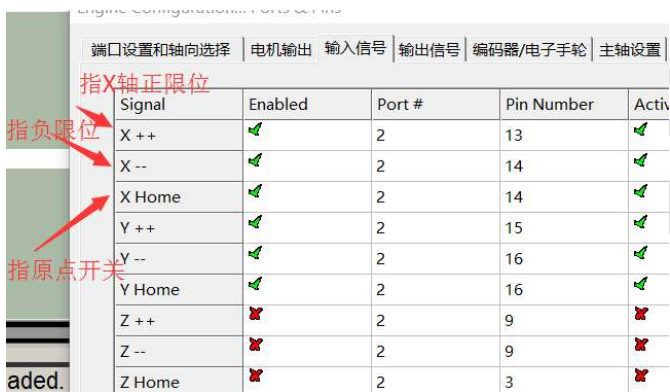 Engine Configuration... Ports & Pins
端口设置和轴向选择 电机输出 输入信号 输出信号 编码器/电子手轮 主轴设置
指X轴正限位
Signal Enabled Port # Pin Number Activ
指负限位
X ++ 2 13
X -- 2 14
X Home 2 14
Y ++ 2 15
Y -- 2 16
指原点开关
Y Home 2 16
Z ++ 2 9
Z -- 2 9
aded.
Z Home 2 3